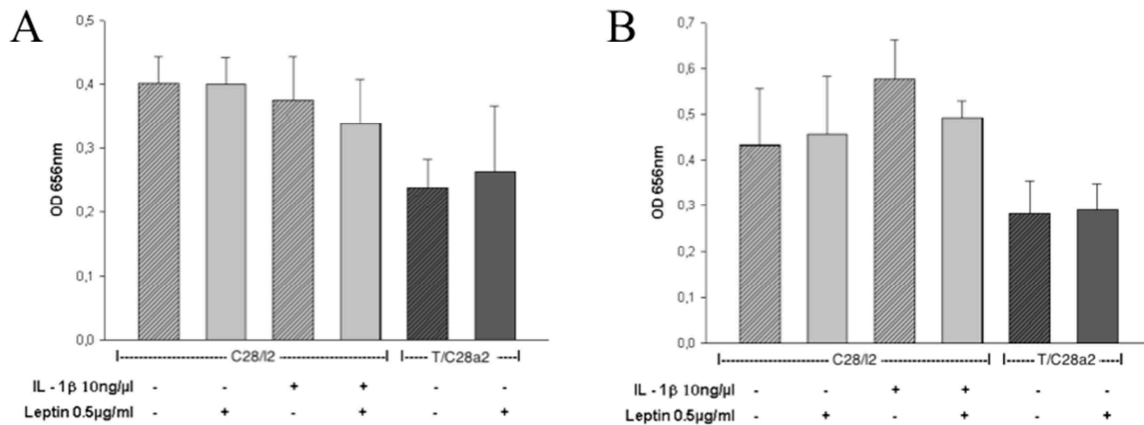 A
OD 656nm
0,5
0,4
0,3
0,2
0,1
0,0
C28/I2
T/C28a2
IL - 1β 10ng/µl - - + + - -
Leptin 0.5µg/ml - + - + - +
B
OD 656nm
0,7
0,6
0,5
0,4
0,3
0,2
0,1
0,0
C28/I2
T/C28a2
IL - 1β 10ng/µl - - + + - -
Leptin 0.5µg/ml - + - + - +